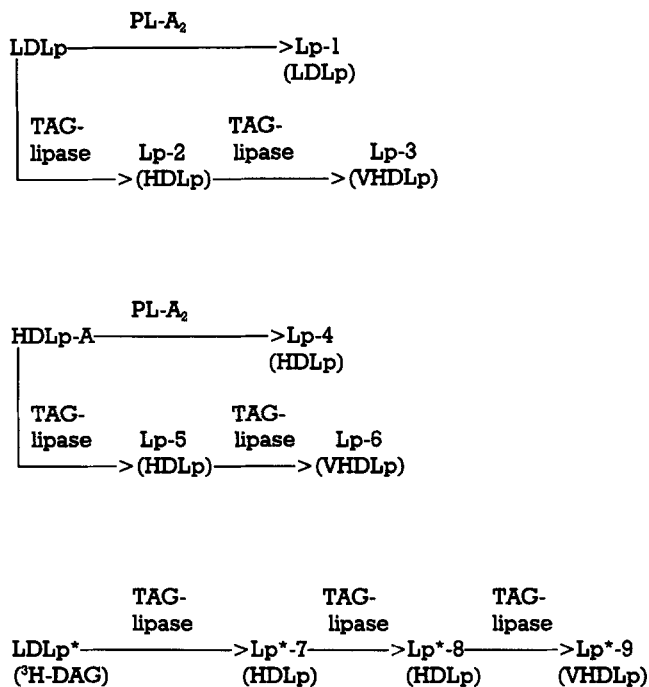 PL-A₂
LDLp >Lp-1
(LDLp)
TAG- TAG-
lipase Lp-2 lipase Lp-3
>(HDLp) >(VHDLp)
PL-A₂
HDLp-A >Lp-4
(HDLp)
TAG- TAG-
lipase Lp-5 lipase Lp-6
>(HDLp) >(VHDLp)
TAG- TAG- TAG-
lipase lipase lipase
LDLp* >Lp*-7 >Lp*-8 >Lp*-9
(³H-DAG) (HDLp) (HDLp) (VHDLp)